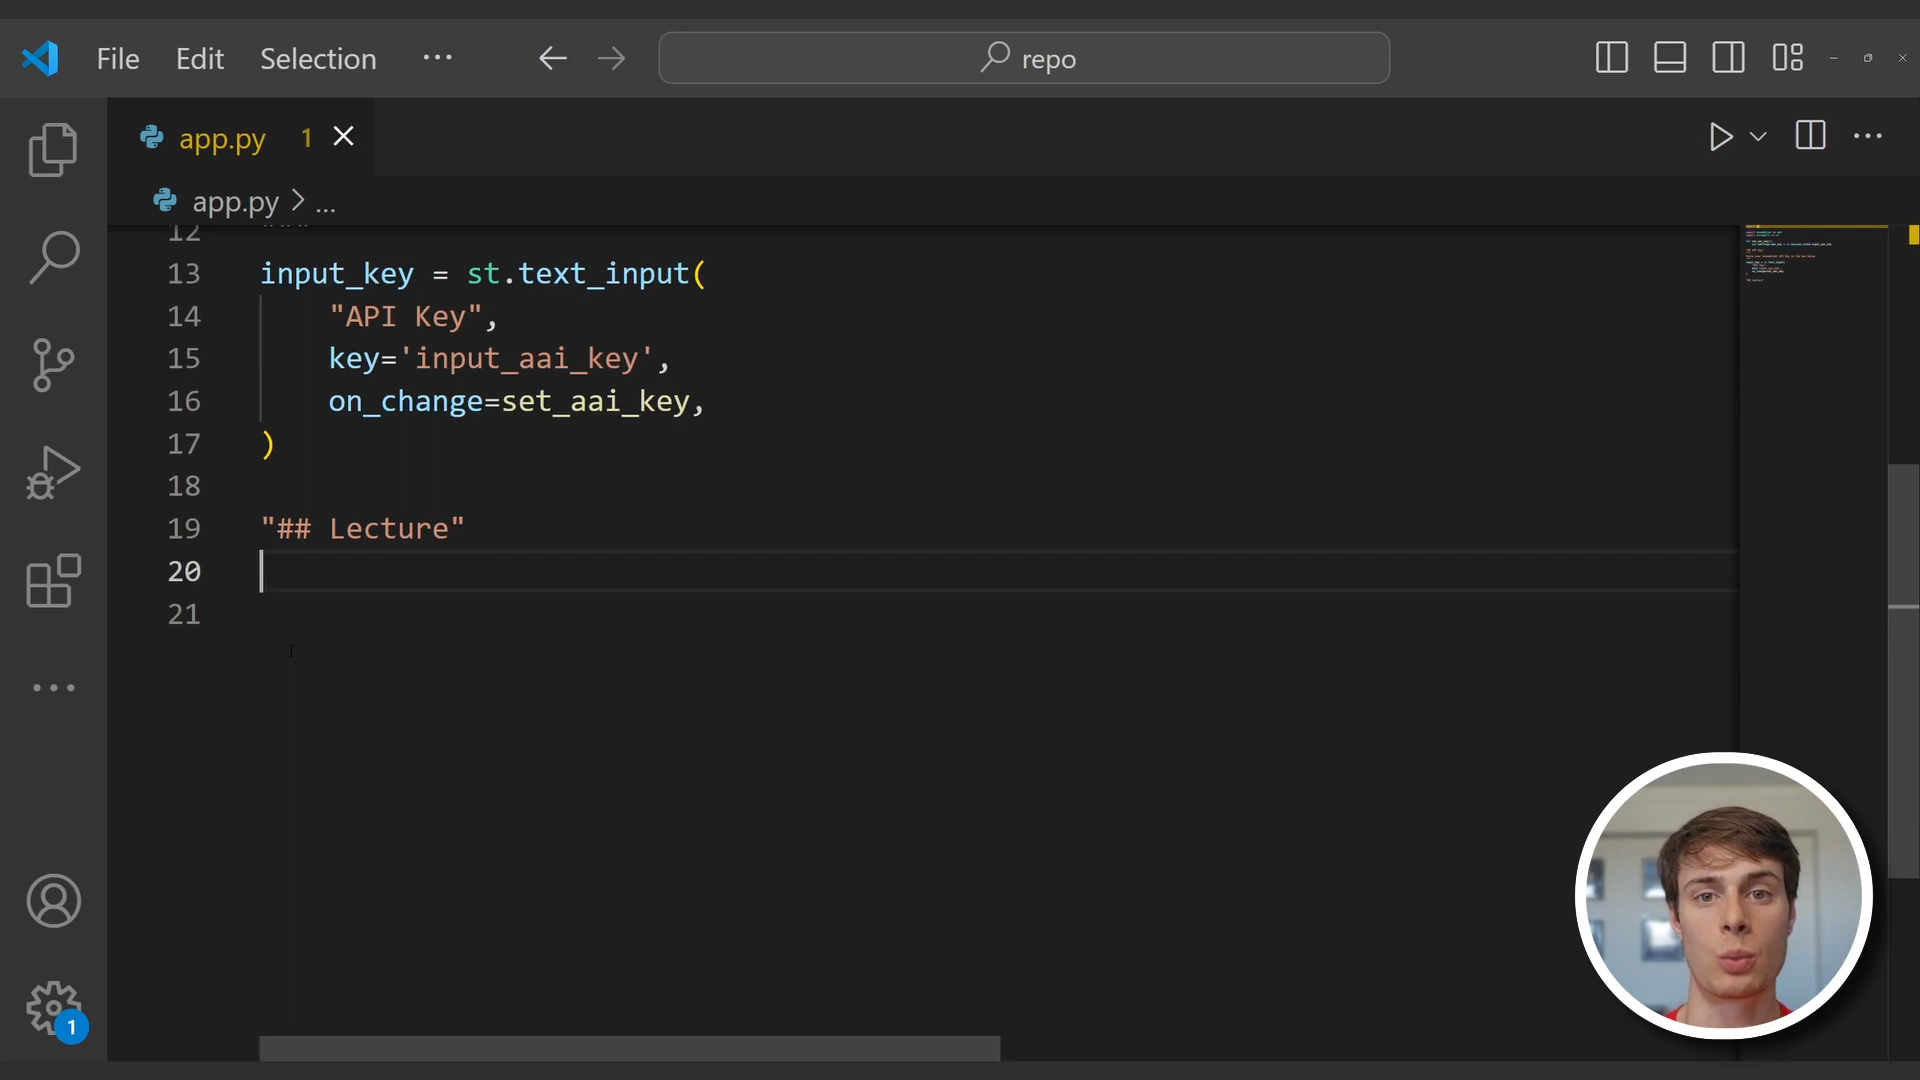 File Edit Selection ··· repo
app.py 1
app.py > ...
12
13 input_key = st.text_input(
14 "API Key",
15 key='input_aai_key',
16 on_change=set_aai_key,
17 )
18
19 "## Lecture"
20
21
1